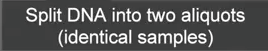 Split DNA into two aliquots
(identical samples)